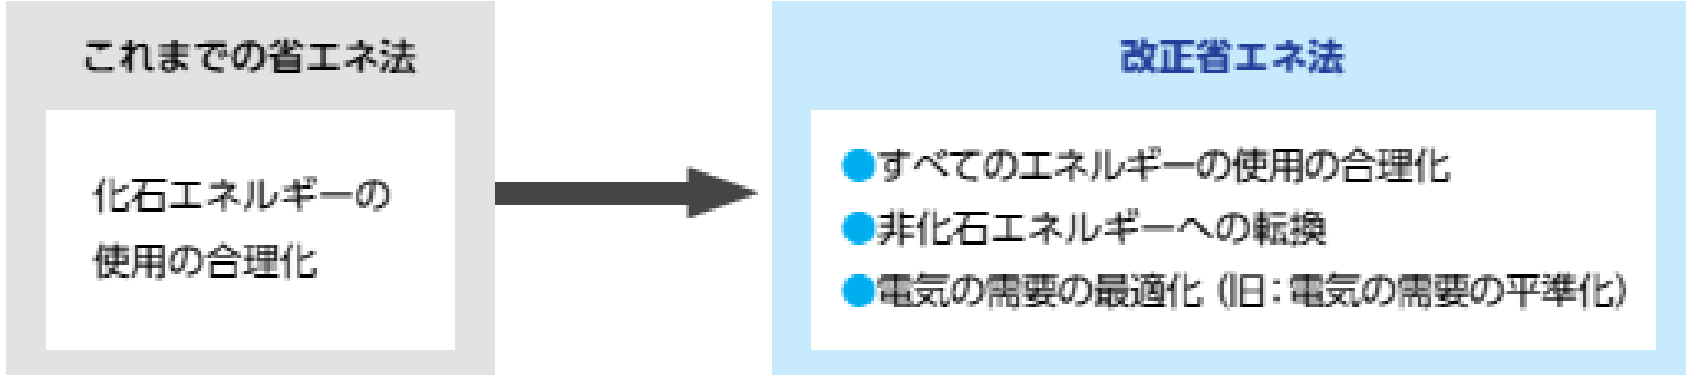 これまでの省エネ法
化石エネルギーの
使用の合理化
改正省エネ法
●すべてのエネルギーの使用の合理化
●非化石エネルギーへの転換
●電気の需要の最適化（旧：電気の需要の平準化）